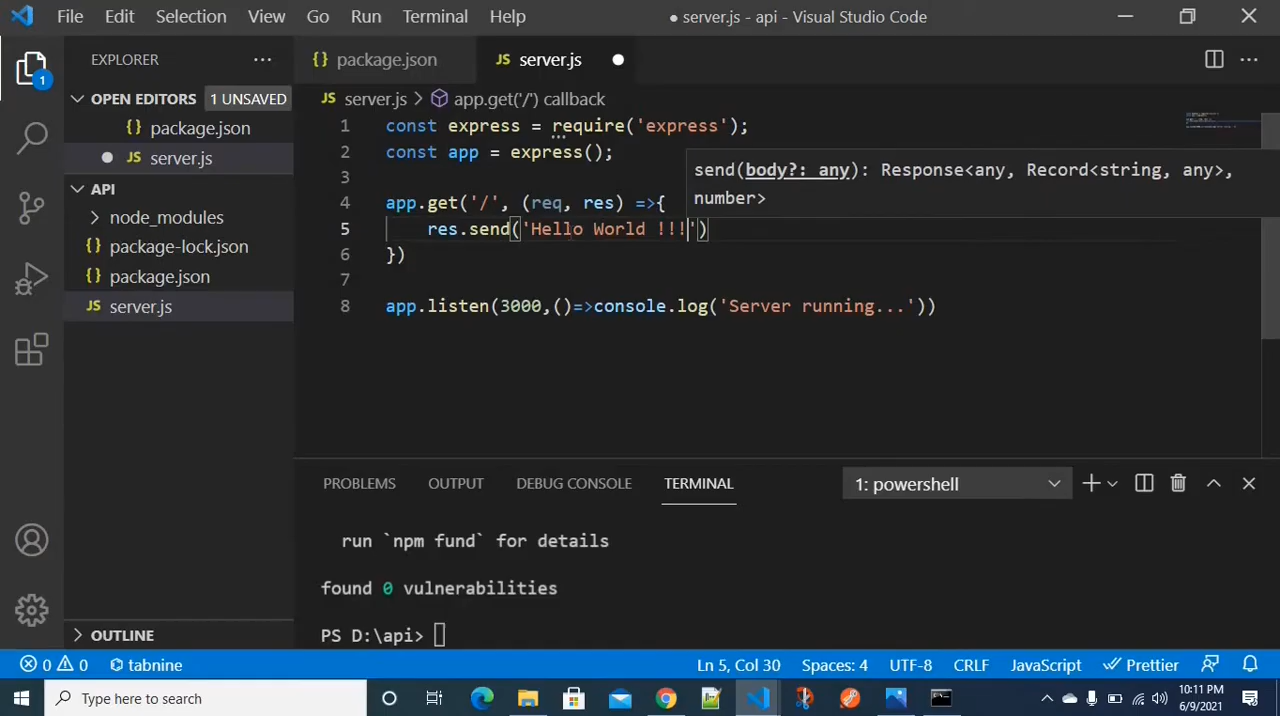 File Edit Selection View Go Run Terminal Help ● server.js - api - Visual Studio Code
EXPLORER ···
{} package.json JS server.js ●
OPEN EDITORS 1 UNSAVED
{} package.json
● JS server.js
API
node_modules
{} package-lock.json
{} package.json
JS server.js
OUTLINE
1
JS server.js > app.get('/') callback
1 const express = require('express');
2 const app = express();
3
4 app.get('/', (req, res) =>{
5 res.send('Hello World !!!')
6 })
7
8 app.listen(3000,()=>console.log('Server running...'))
send(body?: any): Response<any, Record<string, any>,
number>
PROBLEMS OUTPUT DEBUG CONSOLE TERMINAL 1: powershell
run `npm fund` for details
found 0 vulnerabilities
PS D:\api>
0 0 tabnine Ln 5, Col 30 Spaces: 4 UTF-8 CRLF JavaScript Prettier
Type here to search
10:11 PM
6/9/2021